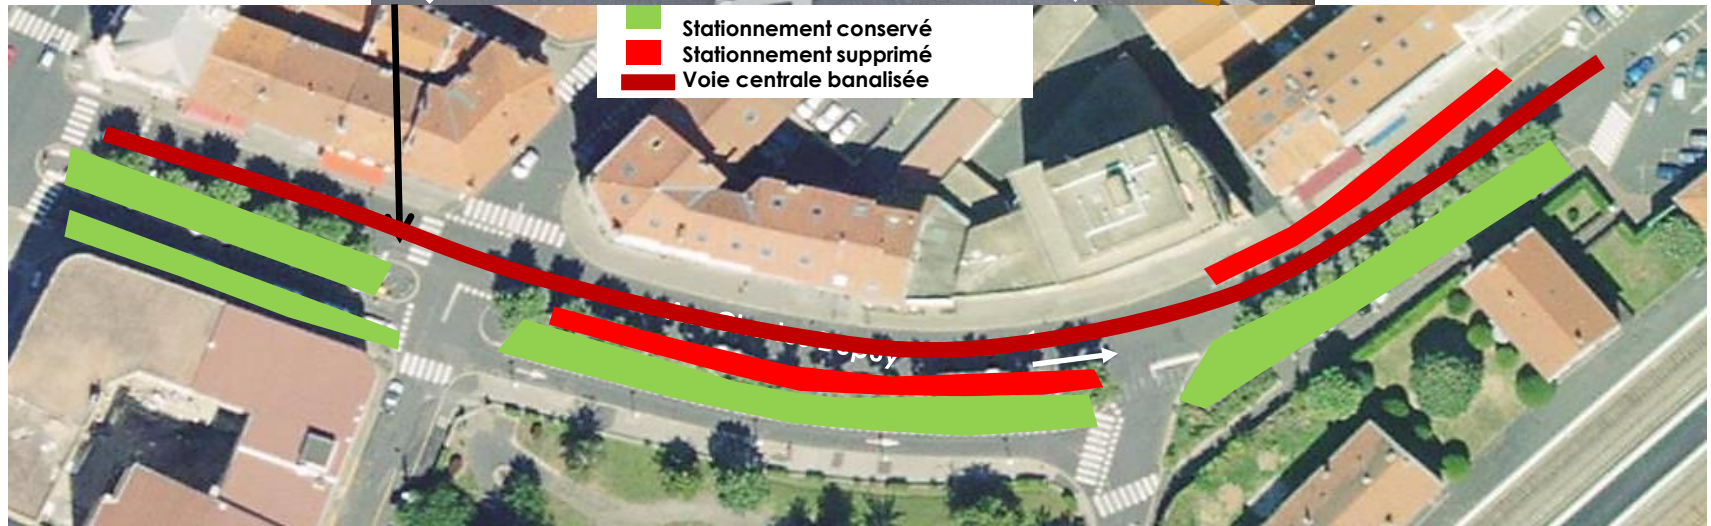 Stationnement conservé
Stationnement supprimé
Voie centrale banalisée